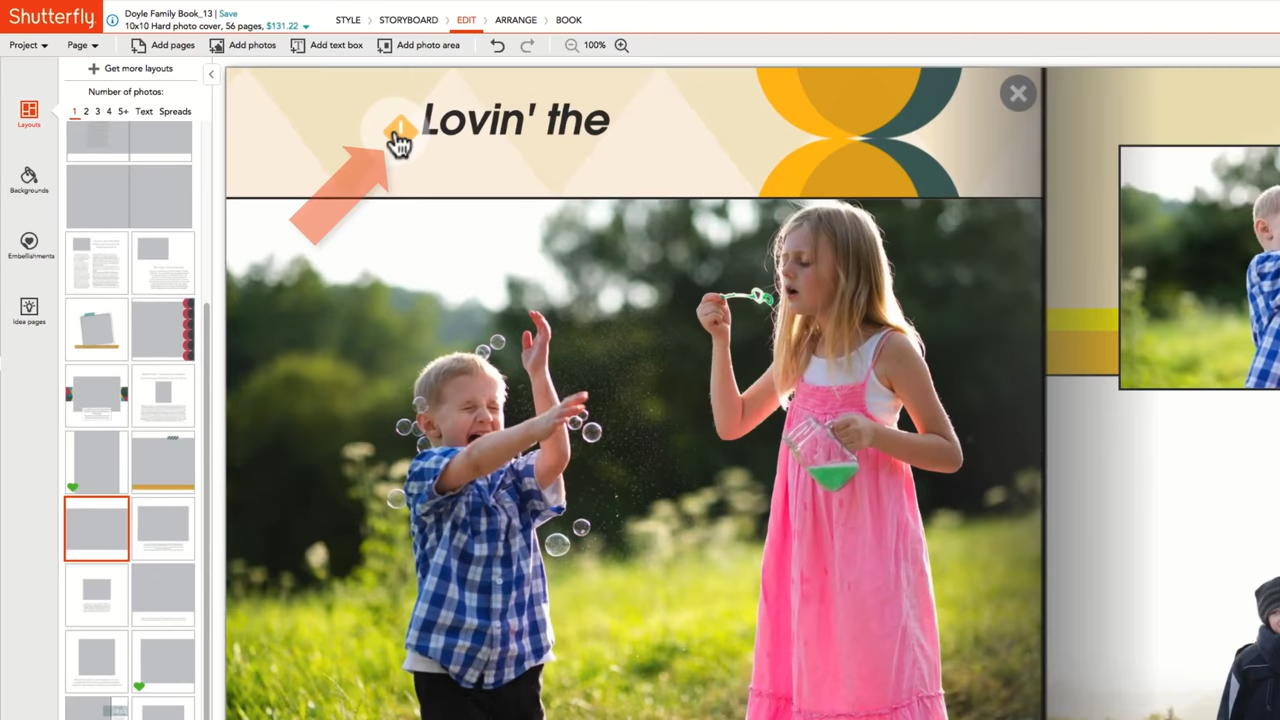 Shutterfly
Doyle Family Book_13 | Save
10x10 Hard photo cover, 56 pages, $131.22
STYLE
STORYBOARD
EDIT
ARRANGE
BOOK
Project
Page
Add pages
Add photos
Add text box
Add photo area
100%
Get more layouts
Number of photos:
1 2 3 4 5+ Text Spreads
Layouts
Backgrounds
Embellishments
Idea pages
Lovin' the